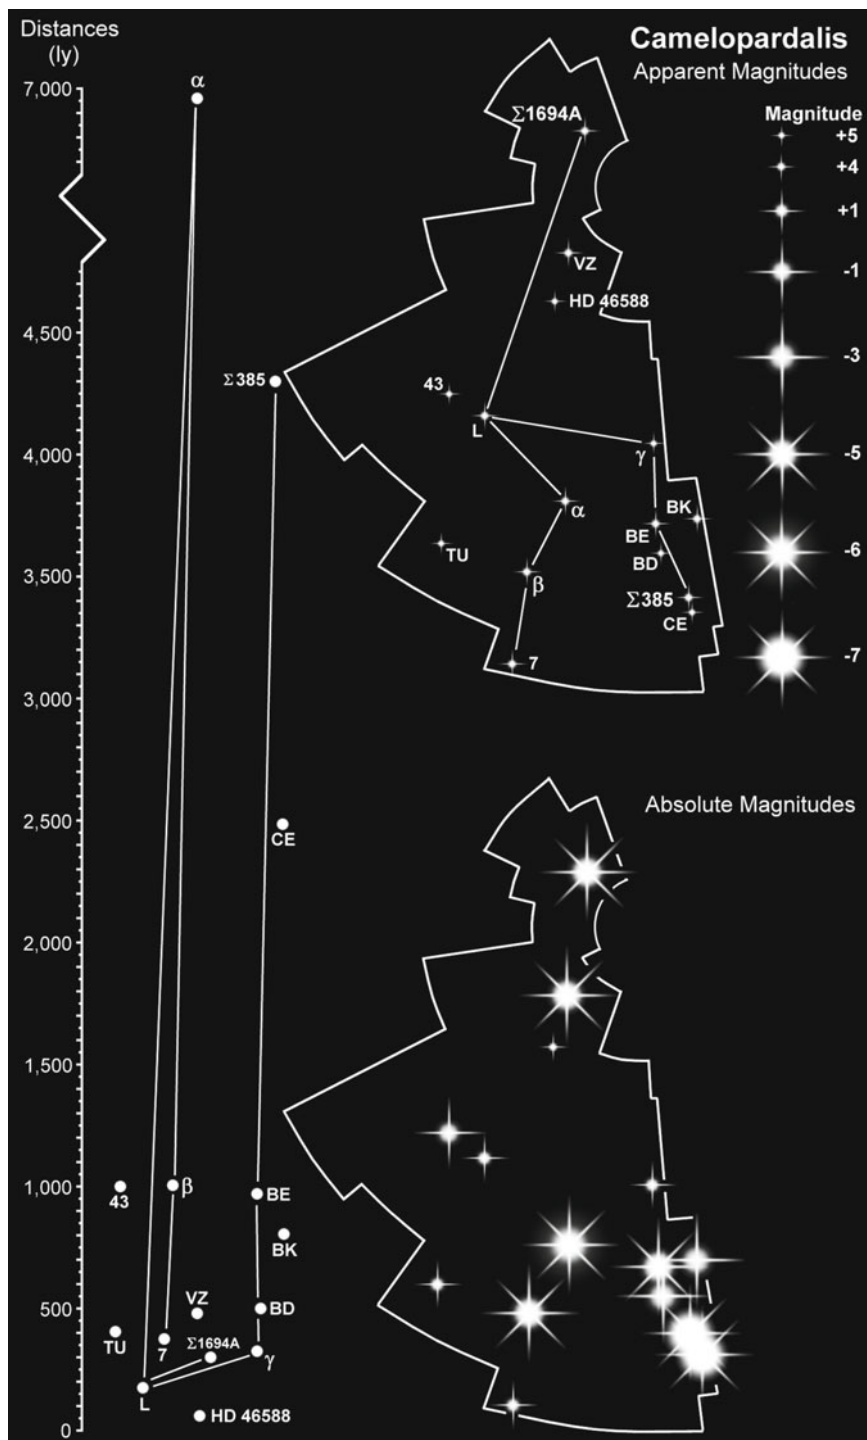 Distances
(ly)
Camelopardalis
Apparent Magnitudes
7,000
α
Σ1694A
Magnitude
+5
+4
+1
VZ
-1
HD 46588
4,500
Σ385
-3
43
L
γ
4,000
-5
α
BK
BE
TU
BD
-6
3,500
β
Σ385
CE
7
-7
3,000
2,500
CE
Absolute Magnitudes
2,000
1,500
1,000
43
β
BE
BK
VZ
500
BD
TU
7
Σ1694A
γ
L
HD 46588
0